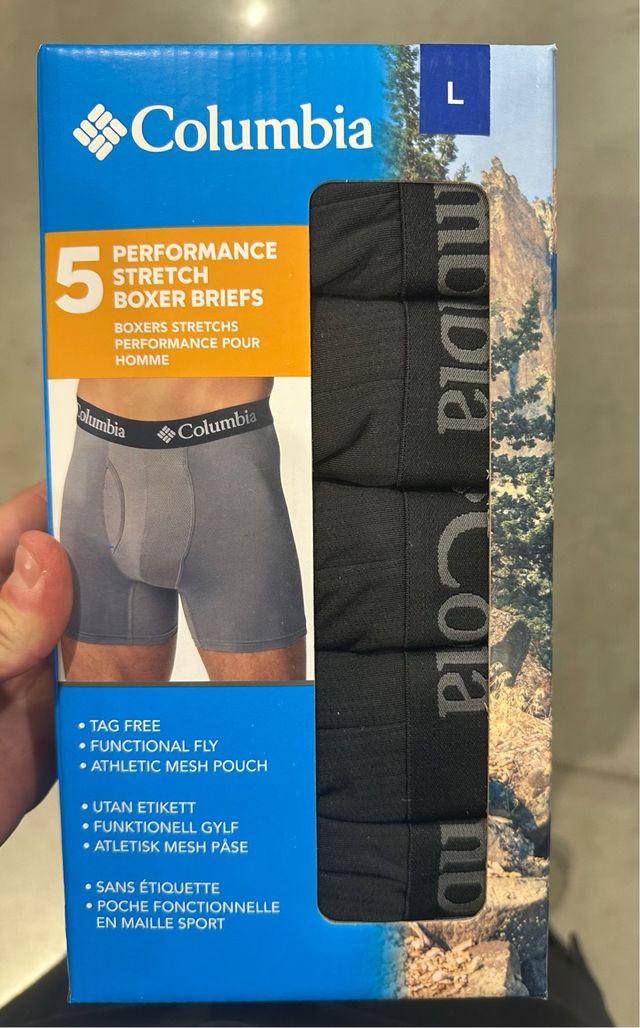 Columbia
L
5 PERFORMANCE
STRETCH
BOXER BRIEFS
BOXERS STRETCHS
PERFORMANCE POUR
HOMME
Columbia
• TAG FREE
• FUNCTIONAL FLY
• ATHLETIC MESH POUCH
• UTAN ETIKETT
• FUNKTIONELL GYLF
• ATLETISK MESH PÅSE
• SANS ÉTIQUETTE
• POCHE FONCTIONNELLE
EN MAILLE SPORT